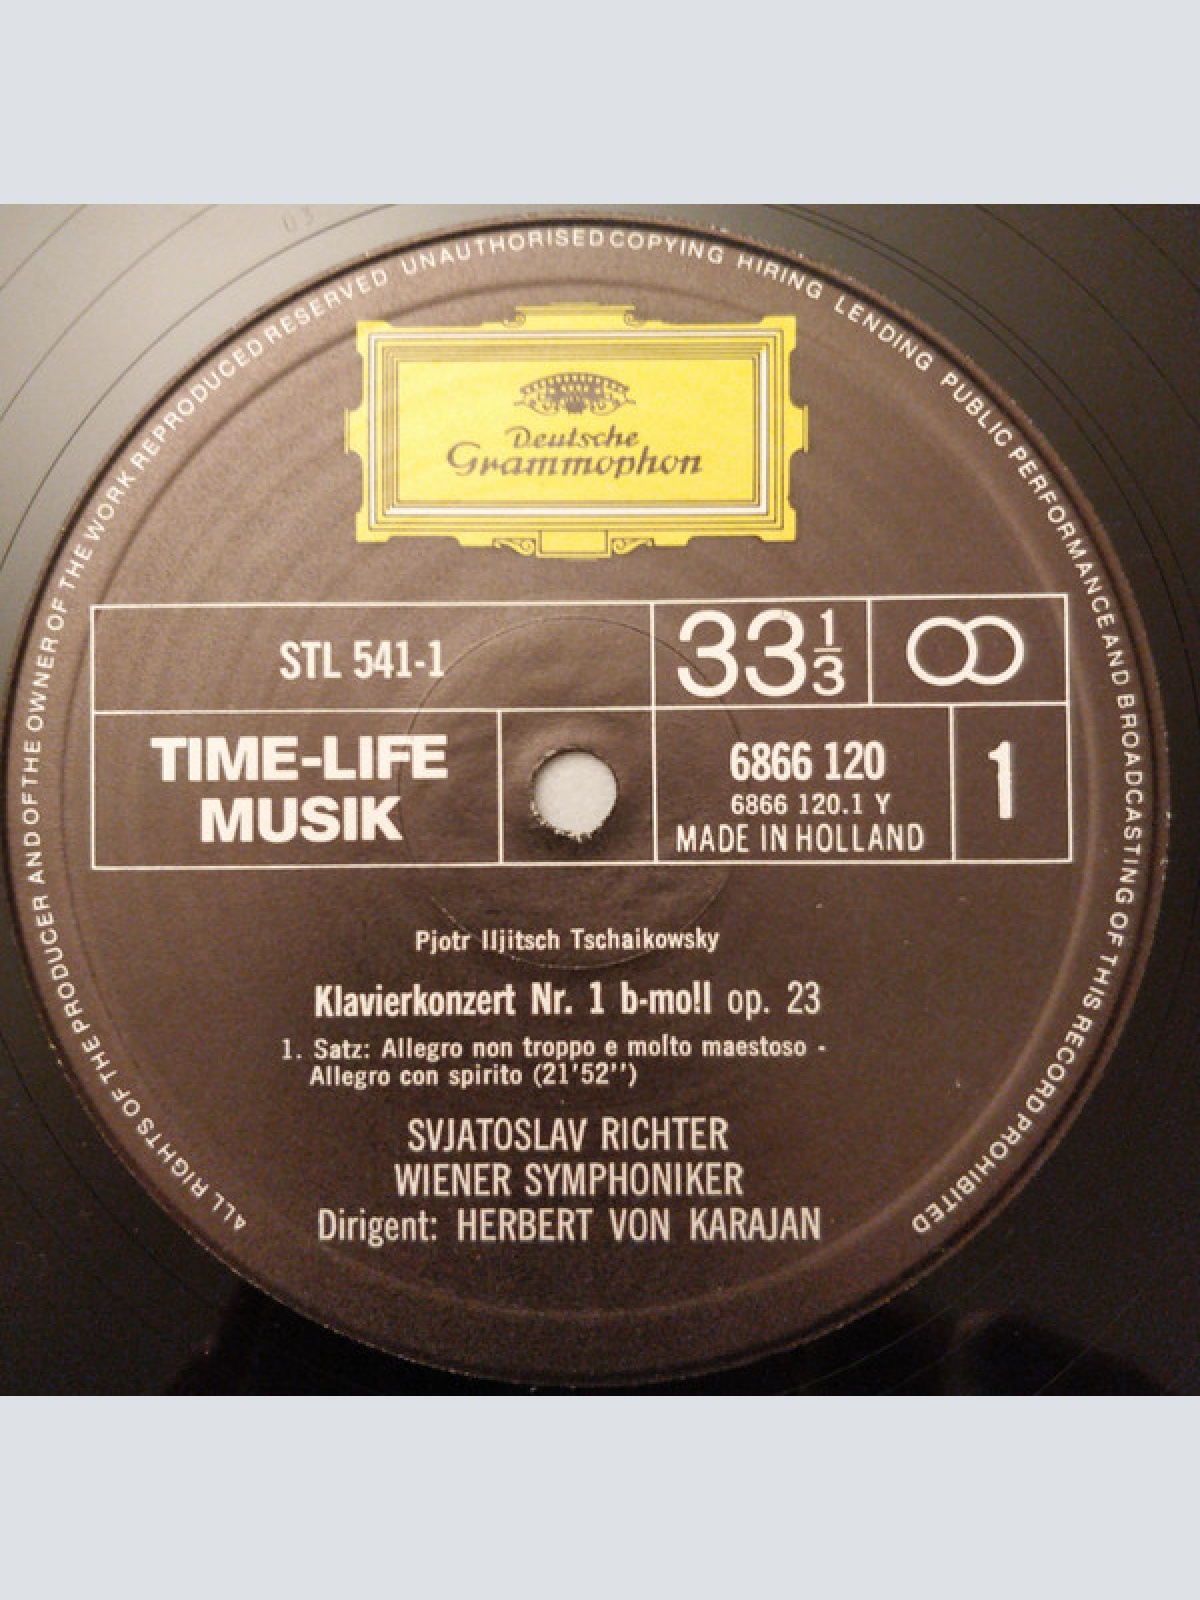 ALL RIGHTS OF THE PRODUCER AND OF THE OWNER OF THE WORK REPRODUCED RESERVED UNAUTHORISED COPYING HIRING LENDING PUBLIC PERFORMANCE AND BROADCASTING OF THIS RECORD PROHIBITED
Deutsche
Grammophon
STL 541-1
33 1/3
TIME-LIFE
MUSIK
6866 120
6866 120.1 Y
MADE IN HOLLAND
1
Pjotr Iljitsch Tschaikowsky
Klavierkonzert Nr. 1 b-moll op. 23
1. Satz: Allegro non troppo e molto maestoso -
Allegro con spirito (21'52'')
SVJATOSLAV RICHTER
WIENER SYMPHONIKER
Dirigent: HERBERT VON KARAJAN